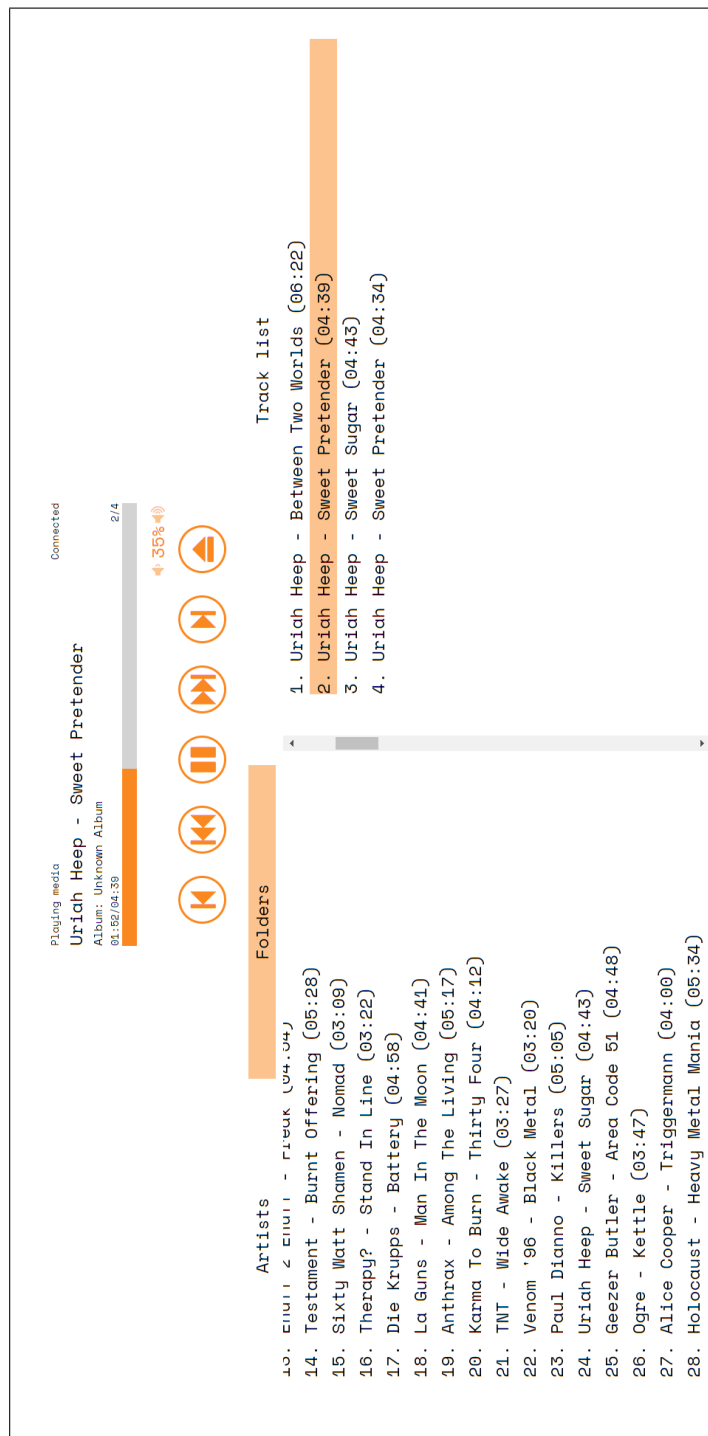 Playing media
Connected
Uriah Heep - Sweet Pretender
Album: Unknown Album
01:52/04:39
2/4
35%
Artists
Folders
Track list
14. Testament - Burnt Offering (05:28)
15. Sixty Watt Shamen - Nomad (03:09)
16. Therapy? - Stand In Line (03:22)
17. Die Krupps - Battery (04:58)
18. La Guns - Man In The Moon (04:41)
19. Anthrax - Among The Living (05:17)
20. Karma To Burn - Thirty Four (04:12)
21. TNT - Wide Awake (03:27)
22. Venom '96 - Black Metal (03:20)
23. Paul Dianno - Killers (05:05)
24. Uriah Heep - Sweet Sugar (04:43)
25. Geezer Butler - Area Code 51 (04:48)
26. Ogre - Kettle (03:47)
27. Alice Cooper - Triggermann (04:00)
28. Holocaust - Heavy Metal Mania (05:34)
1. Uriah Heep - Between Two Worlds (06:22)
2. Uriah Heep - Sweet Pretender (04:39)
3. Uriah Heep - Sweet Sugar (04:43)
4. Uriah Heep - Sweet Pretender (04:34)